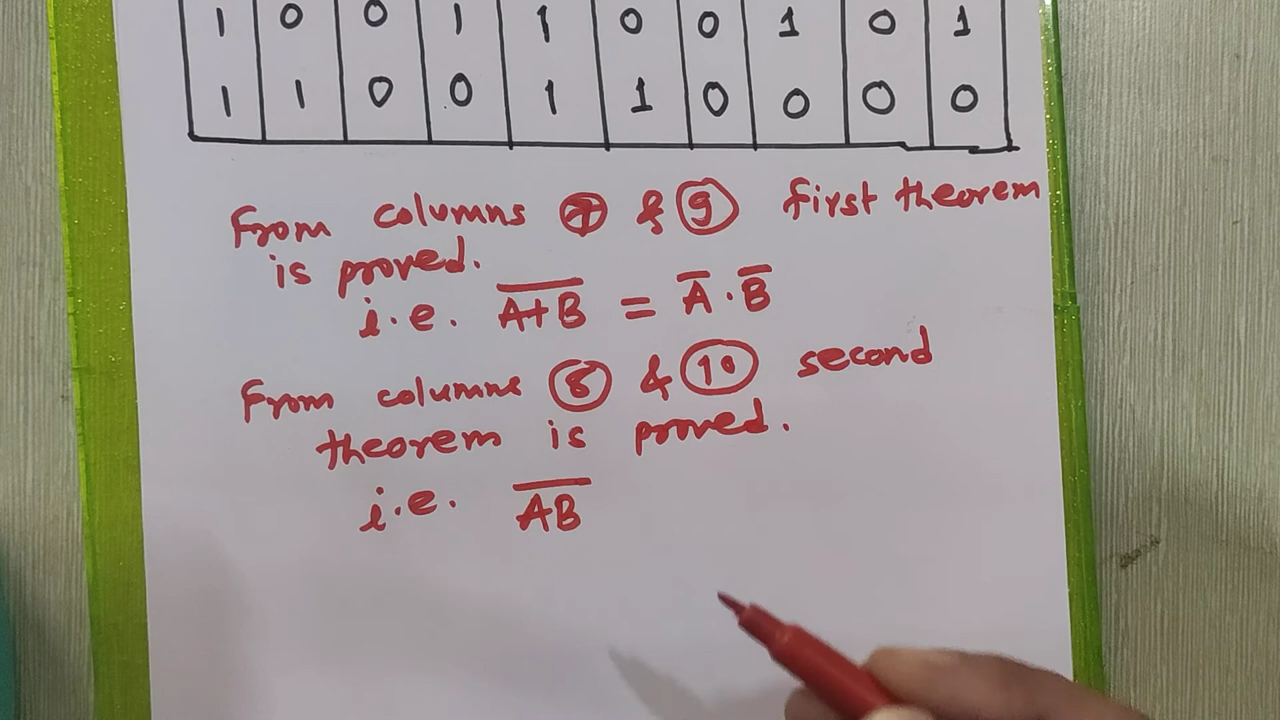 1 0 0 1 1 0 0 1 0 1
1 1 0 0 1 1 0 0 0 0
From columns 7 & 9 first theorem
is proved.
i.e. A̅+̅B̅ = A̅ . B̅
From columns 8 & 10 second
theorem is proved.
i.e. A̅B̅